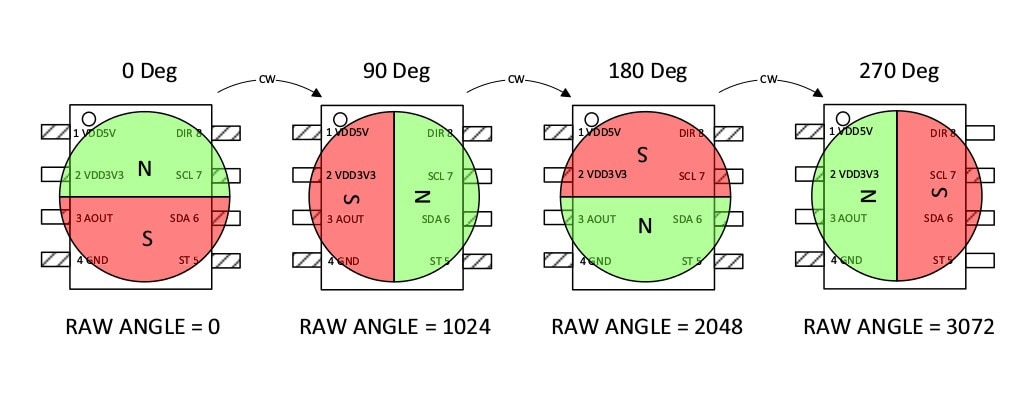 0 Deg
cw
90 Deg
cw
180 Deg
cw
270 Deg
1 VDD5V DIR 8
2 VDD3V3 SCL 7
3 AOUT SDA 6
4 GND ST 5
N
S
1 VDD5V DIR 8
2 VDD3V3 SCL 7
3 AOUT SDA 6
4 GND ST 5
S
N
1 VDD5V DIR 8
2 VDD3V3 SCL 7
3 AOUT SDA 6
4 GND ST 5
S
N
1 VDD5V DIR 8
2 VDD3V3 SCL 7
3 AOUT SDA 6
4 GND ST 5
N
S
RAW ANGLE = 0
RAW ANGLE = 1024
RAW ANGLE = 2048
RAW ANGLE = 3072